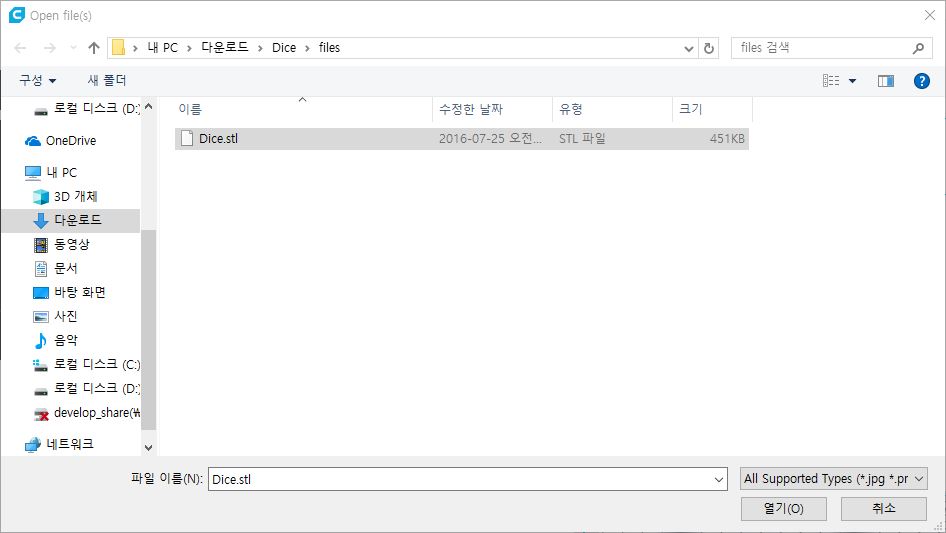 Open file(s)
내 PC > 다운로드 > Dice > files
files 검색
구성
새 폴더
이름
수정한 날짜
유형
크기
Dice.stl
2016-07-25 오전...
STL 파일
451KB
로컬 디스크 (D:)
OneDrive
내 PC
3D 개체
다운로드
동영상
문서
바탕 화면
사진
음악
로컬 디스크 (C:)
로컬 디스크 (D:)
develop_share(₩
네트워크
파일 이름(N):
Dice.stl
All Supported Types (*.jpg *.pr
열기(O)
취소